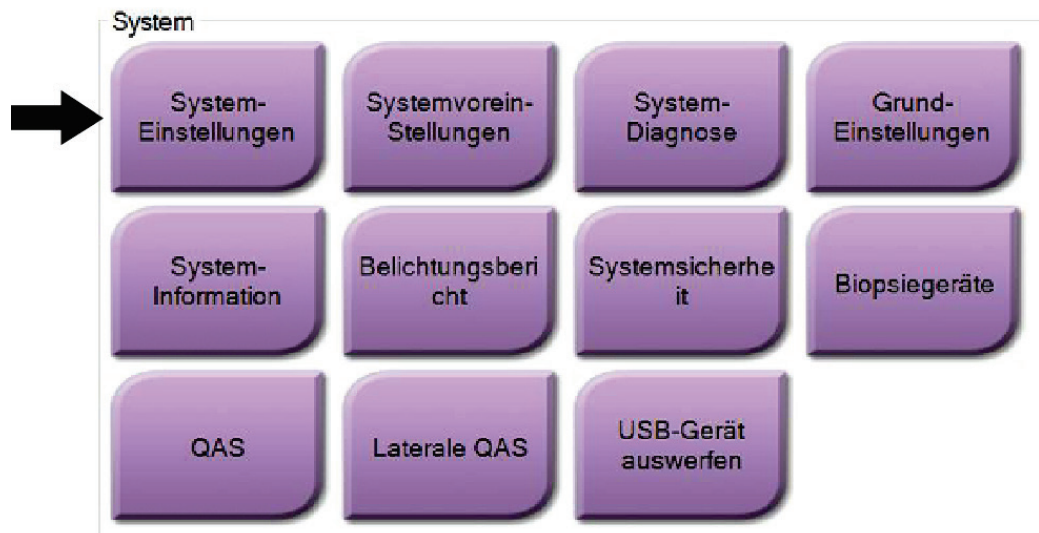 System
System-
Einstellungen
Systemvorein-
Stellungen
System-
Diagnose
Grund-
Einstellungen
System-
Information
Belichtungsberi
cht
Systemsicherhe
it
Biopsiegeräte
QAS
Laterale QAS
USB-Gerät
auswerfen